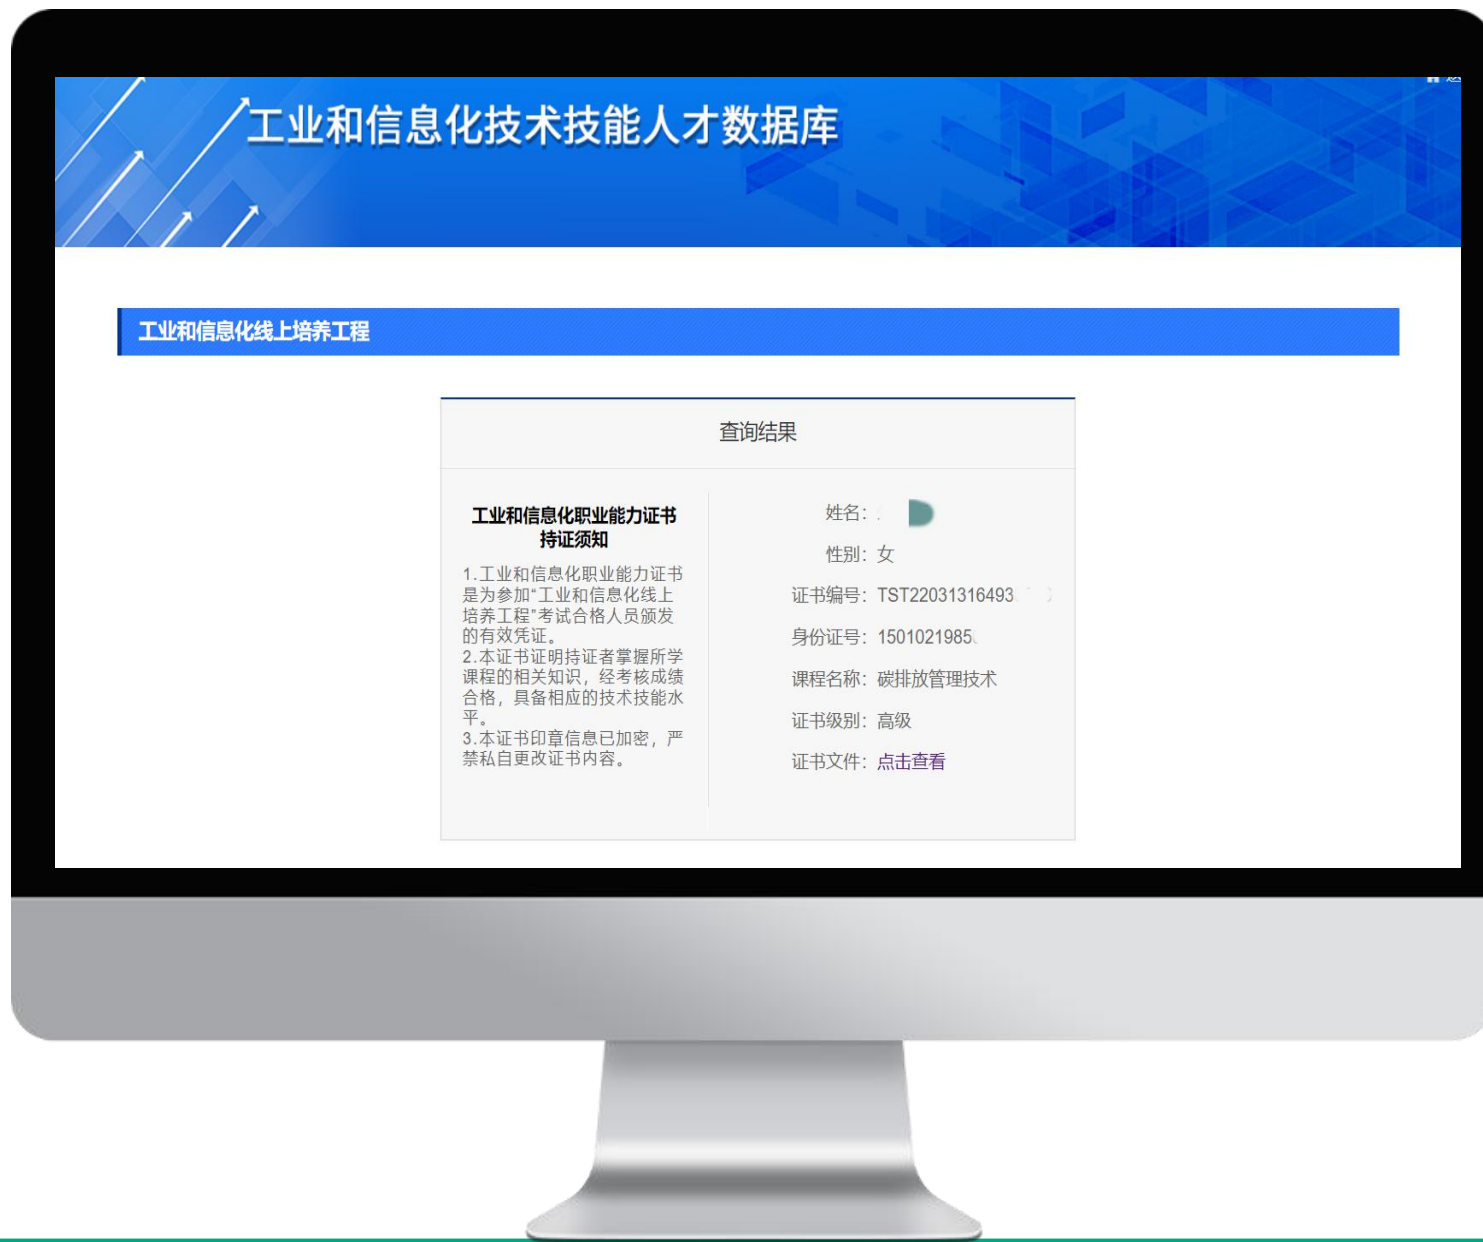 工业和信息化技术技能人才数据库
工业和信息化线上培养工程
查询结果
工业和信息化职业能力证书
持证须知
1.工业和信息化职业能力证书
是为参加“工业和信息化线上
培养工程”考试合格人员颁发
的有效凭证。
2.本证书证明持证者掌握所学
课程的相关知识，经考核成绩
合格，具备相应的技术技能水
平。
3.本证书印章信息已加密，严
禁私自更改证书内容。
姓名：
性别：女
证书编号：TST22031316493
身份证号：1501021985
课程名称：碳排放管理技术
证书级别：高级
证书文件：点击查看